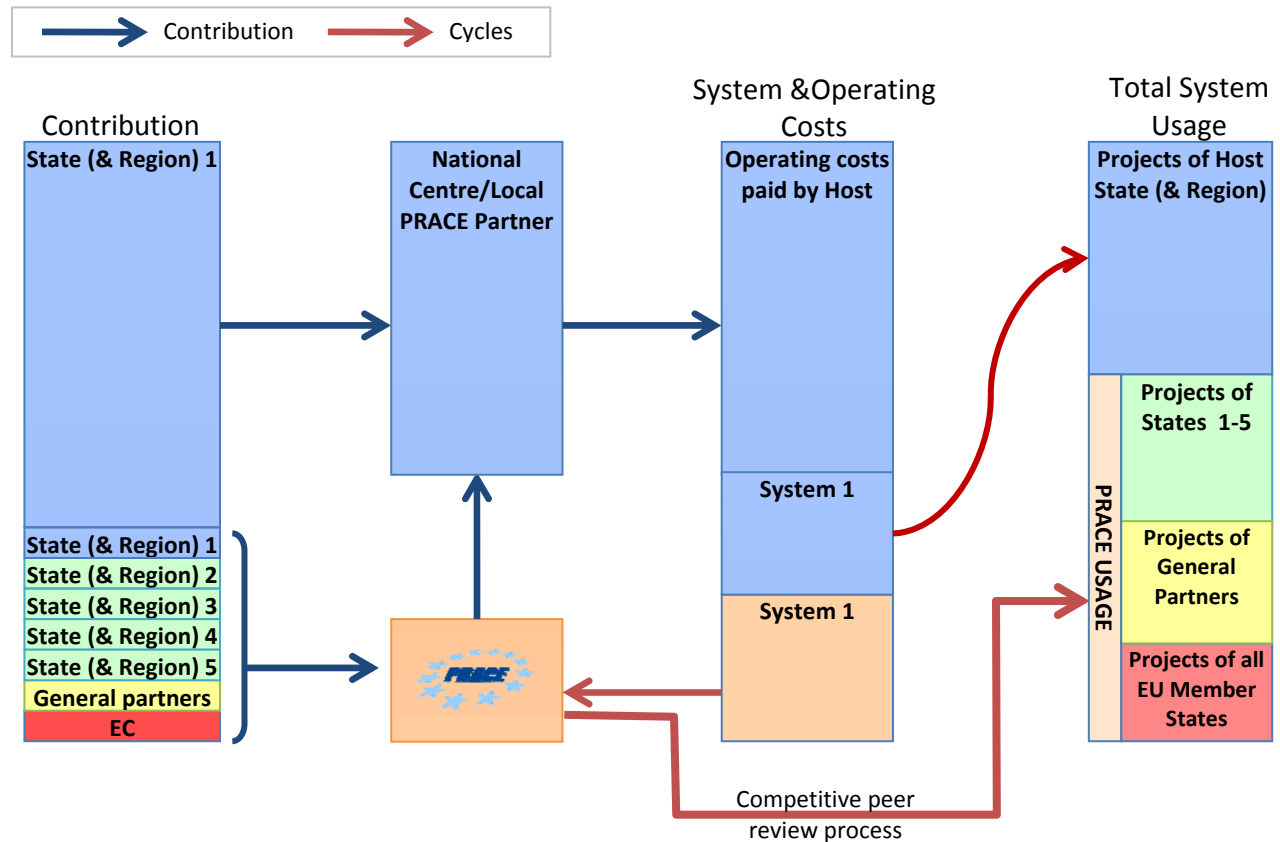 Contribution
Cycles
Contribution
System &Operating
Costs
Total System
Usage
State (& Region) 1
National
Centre/Local
PRACE Partner
Operating costs
paid by Host
Projects of Host
State (& Region)
System 1
System 1
State (& Region) 1
State (& Region) 2
State (& Region) 3
State (& Region) 4
State (& Region) 5
General partners
EC
PRACE
PRACE USAGE
Projects of
States 1-5
Projects of
General
Partners
Projects of all
EU Member
States
Competitive peer
review process